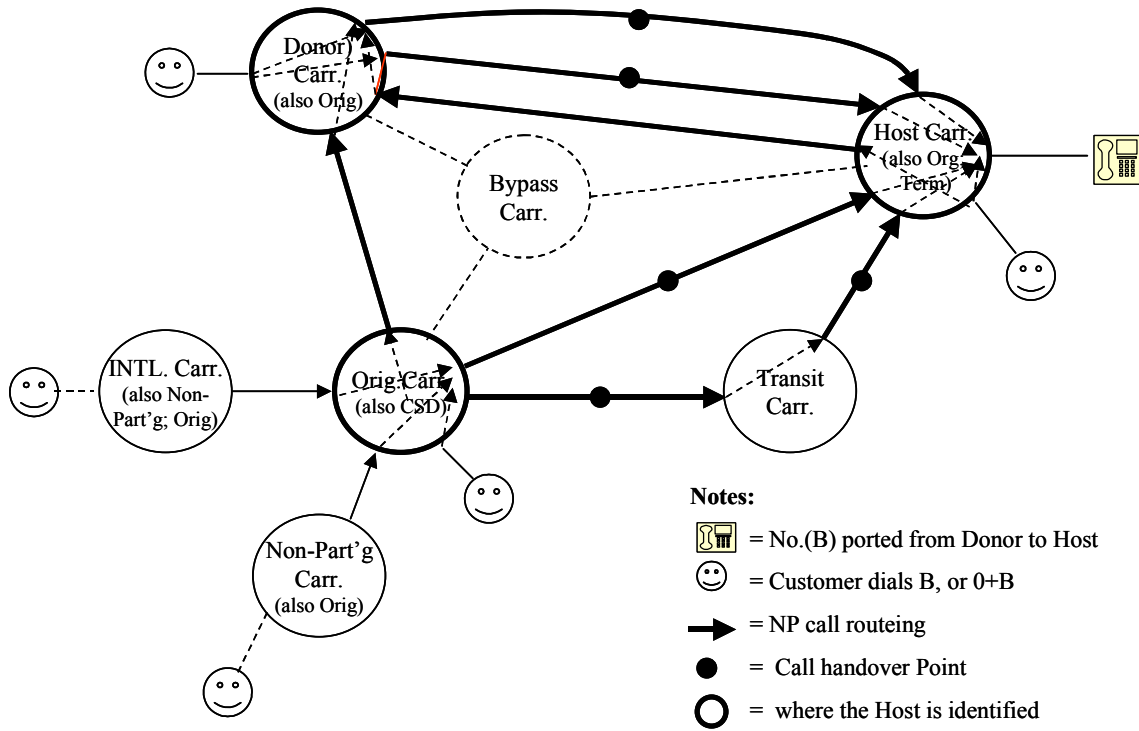 Donor
Carr.
(also Orig)
Host Carr.
(also Org
Term)
Bypass
Carr.
INTL. Carr.
(also Non-
Part'g; Orig)
Orig.Carr.
(also CSD)
Transit
Carr.
Non-Part'g
Carr.
(also Orig)
Notes:
= No.(B) ported from Donor to Host
= Customer dials B, or 0+B
= NP call routeing
= Call handover Point
= where the Host is identified